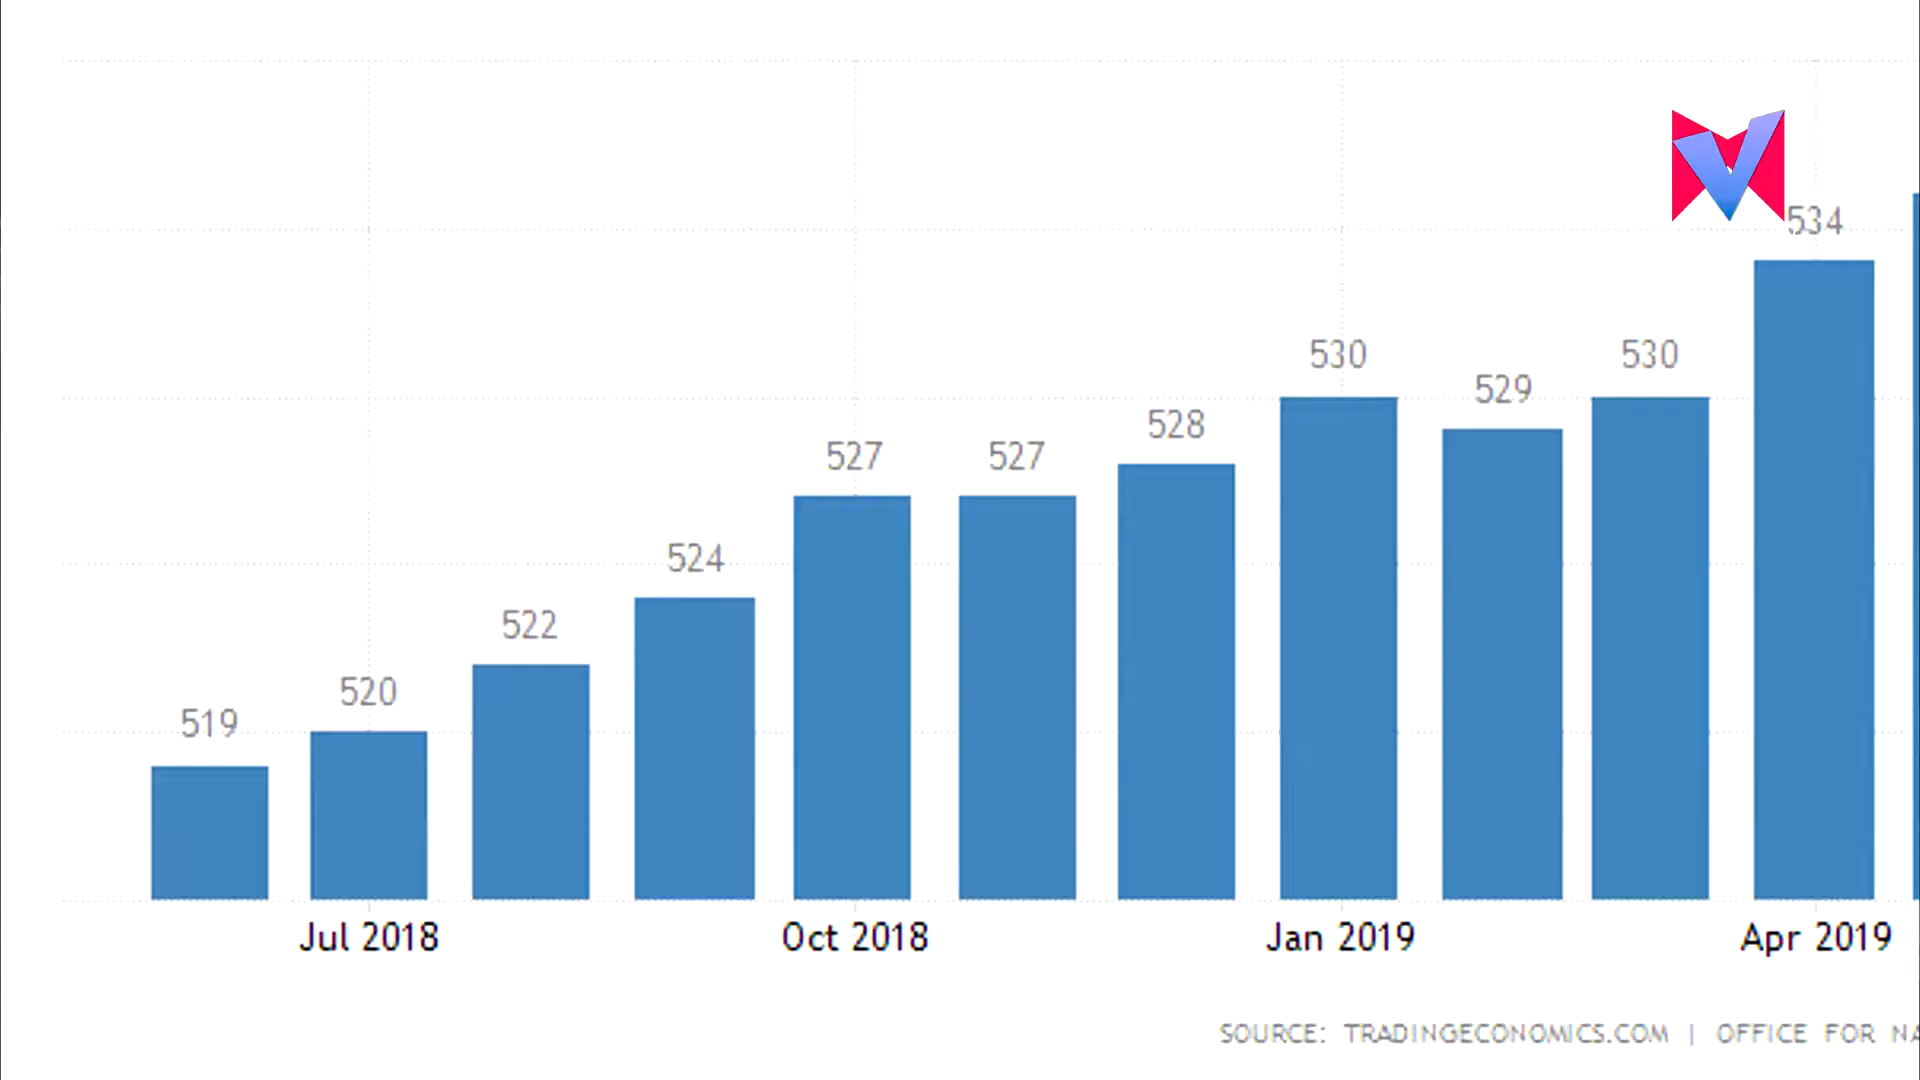 534
530
529
530
528
527
527
524
522
520
519
Jul 2018
Oct 2018
Jan 2019
Apr 2019
SOURCE: TRADINGECONOMICS.COM | OFFICE FOR